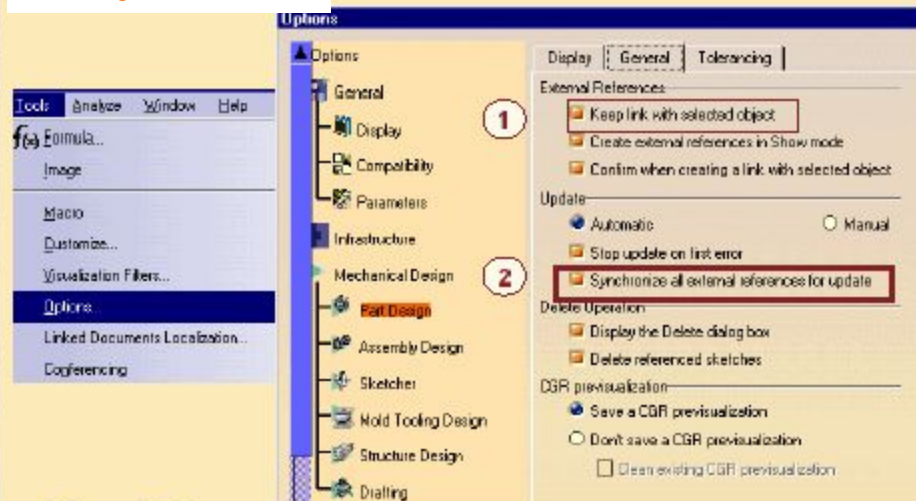 Tools Analyze Window Help
f(x) Formula...
Image
Macro
Customize...
Visualization Filters...
Options...
Linked Documents Localization...
Conferencing
Options
Options
General
Display
Compatibility
Parameters
Infrastructure
Mechanical Design
Part Design
Assembly Design
Sketcher
Mold Tooling Design
Structure Design
Drafting
Display General Tolerancing
External References
1 Keep link with selected object
Create external references in Show mode
Confirm when creating a link with selected object
Update
Automatic Manual
Stop update on first error
2 Synchronize all external references for update
Delete Operation
Display the Delete dialog box
Delete referenced sketches
CGR previsualization
Save a CGR previsualization
Don't save a CGR previsualization
Clean existing CGR previsualization